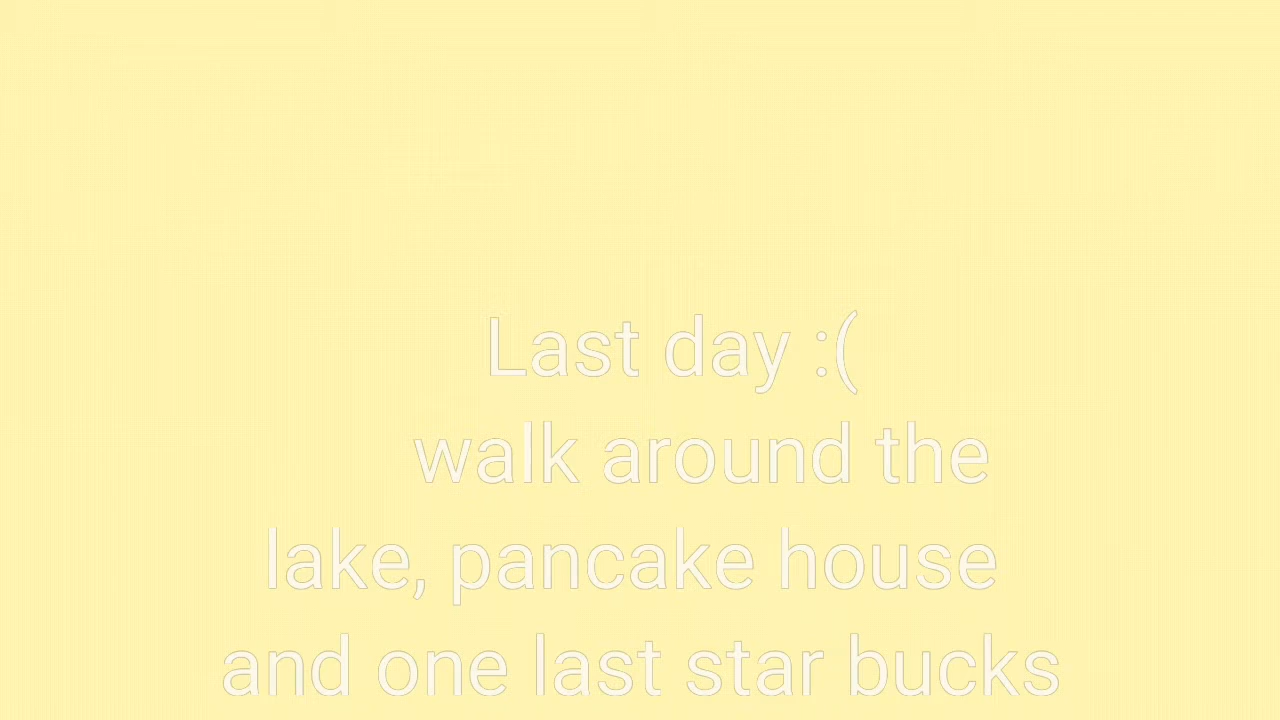 Last day :(
walk around the
lake, pancake house
and one last star bucks